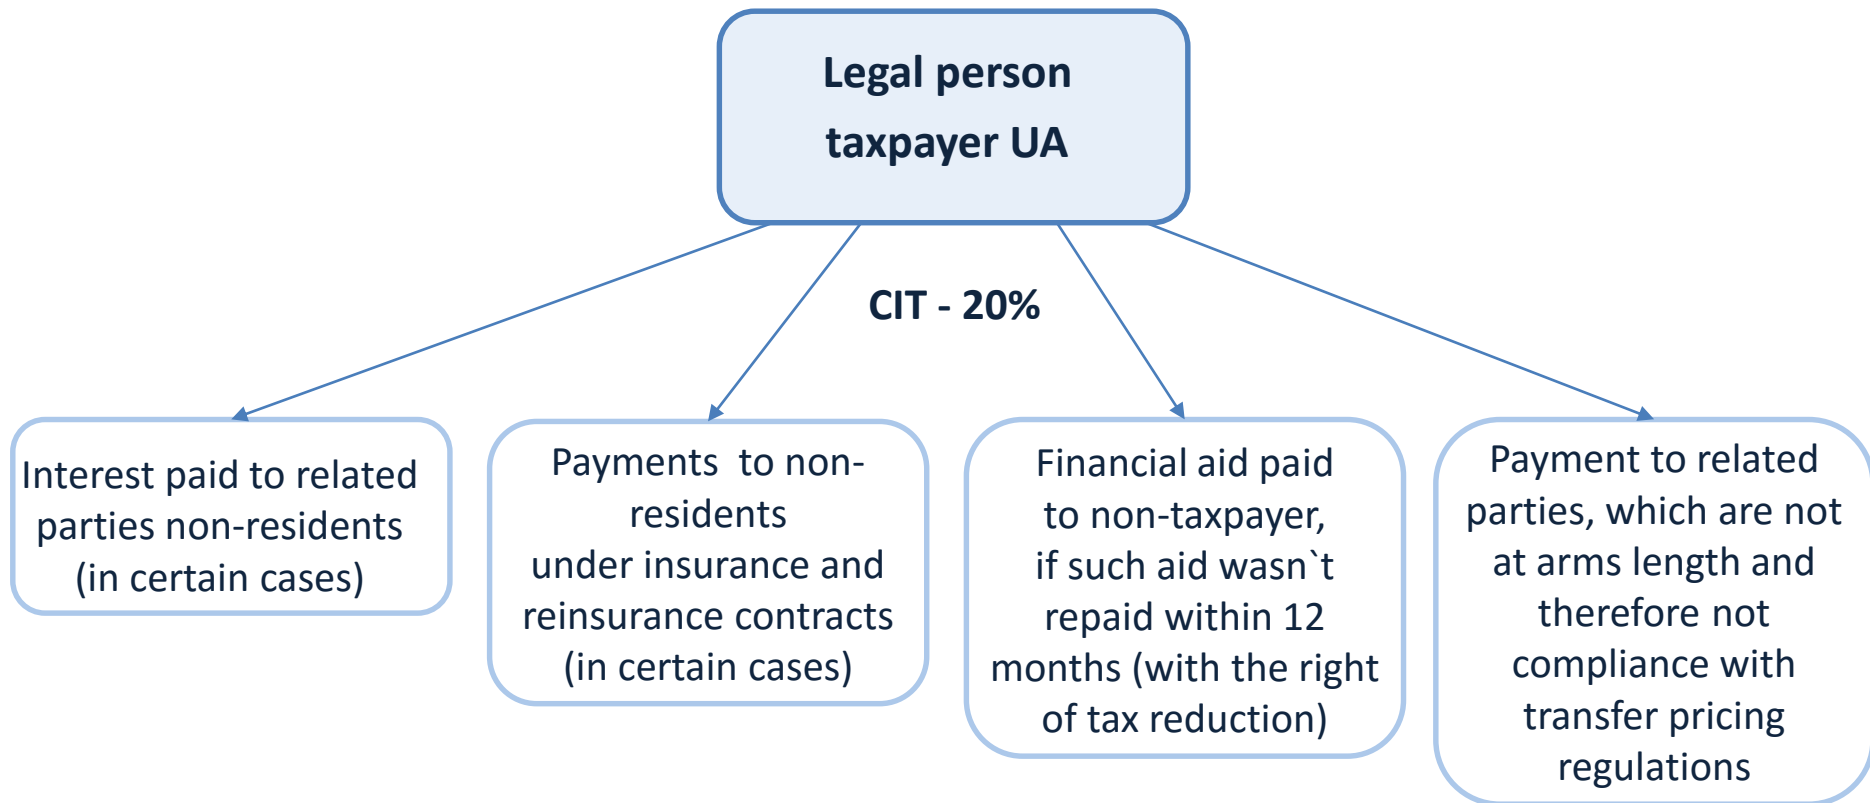 Legal person
taxpayer UA
CIT - 20%
Interest paid to related
parties non-residents
(in certain cases)
Payments to non-
residents
under insurance and
reinsurance contracts
(in certain cases)
Financial aid paid
to non-taxpayer,
if such aid wasn`t
repaid within 12
months (with the right
of tax reduction)
Payment to related
parties, which are not
at arms length and
therefore not
compliance with
transfer pricing
regulations